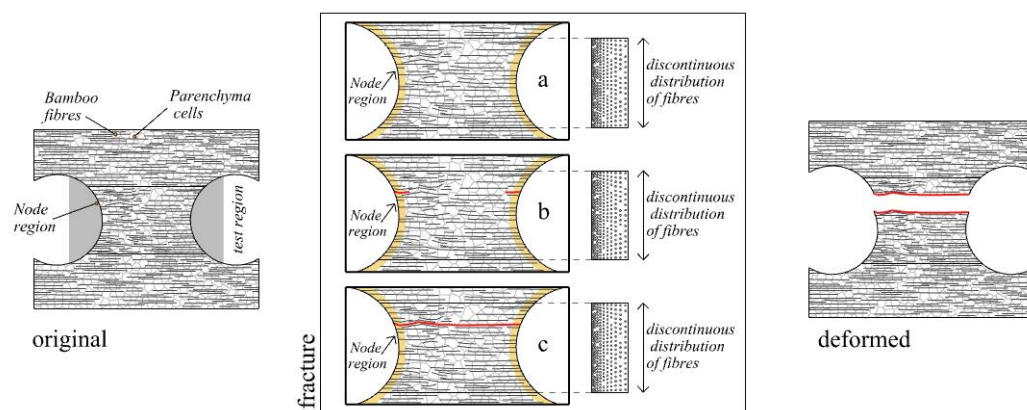 Bamboo
fibres
Parenchyma
cells
Node
region
test region
original
fracture
Node
region
a
discontinuous
distribution
of fibres
Node
region
b
discontinuous
distribution
of fibres
Node
region
c
discontinuous
distribution
of fibres
deformed